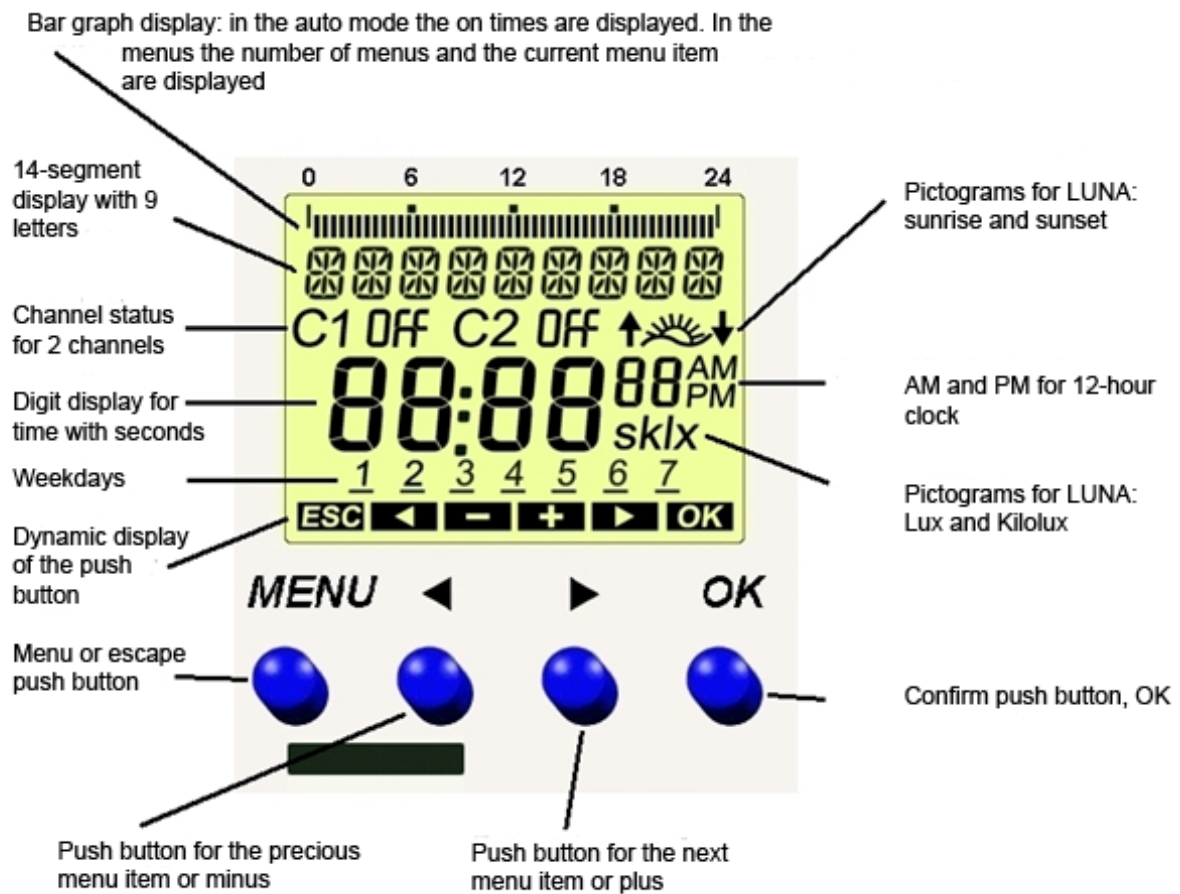 Bar graph display: in the auto mode the on times are displayed. In the
menus the number of menus and the current menu item
are displayed
14-segment
display with 9
letters
Channel status
for 2 channels
Digit display for
time with seconds
Weekdays
Dynamic display
of the push
button
Menu or escape
push button
0 6 12 18 24
C1 OFF C2 OFF
88:88 88 AM
PM
sklx
1 2 3 4 5 6 7
ESC ◀ − + ▶ OK
MENU ◀ ▶ OK
Pictograms for LUNA:
sunrise and sunset
AM and PM for 12-hour
clock
Pictograms for LUNA:
Lux and Kilolux
Confirm push button, OK
Push button for the precious
menu item or minus
Push button for the next
menu item or plus